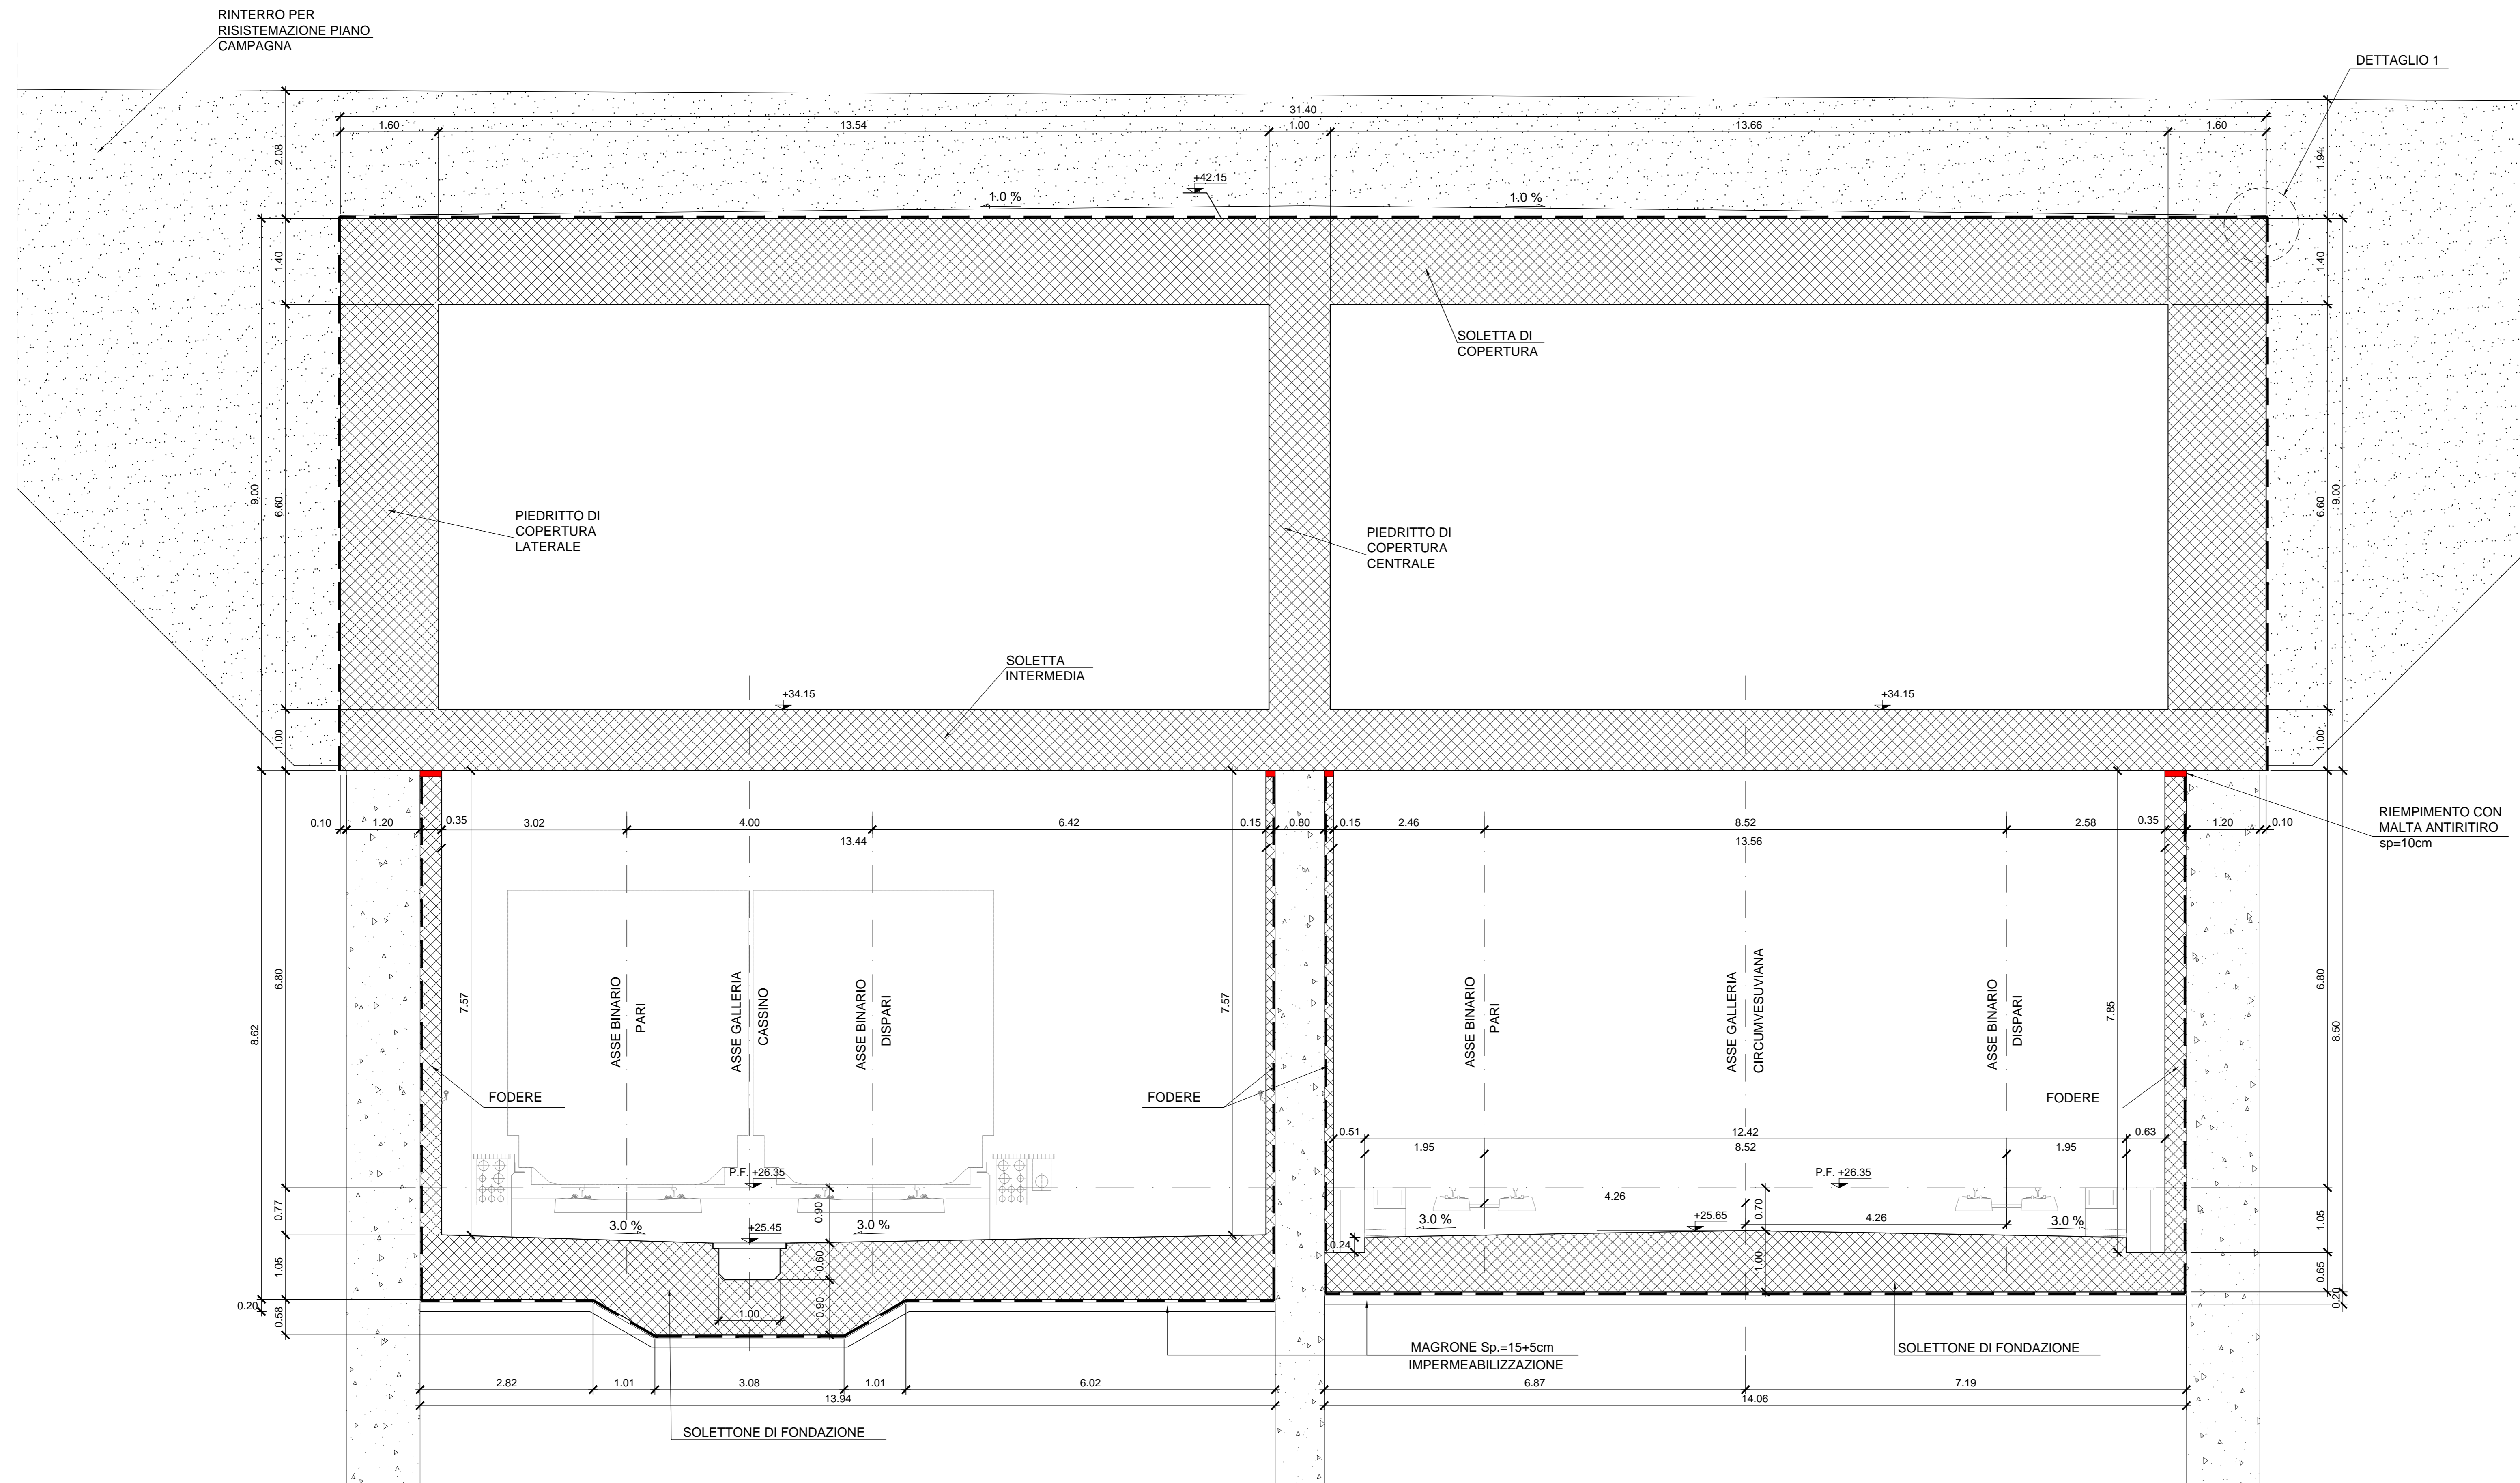 RINTERRO PER
RISISTEMAZIONE PIANO
CAMPAGNA
DETTAGLIO 1
31.40
1.60
13.54
1.00
13.66
1.60
2.08
1.94
+42.15
1.0 %
1.0 %
1.40
1.40
SOLETTA DI
COPERTURA
9.00
6.60
6.60
9.00
PIEDRITTO DI
COPERTURA
LATERALE
PIEDRITTO DI
COPERTURA
CENTRALE
SOLETTA
INTERMEDIA
+34.15
+34.15
1.00
1.00
RIEMPIMENTO CON
MALTA ANTIRITIRO
sp=10cm
0.10
1.20
0.35
3.02
4.00
6.42
0.15
0.80
0.15
2.46
8.52
2.58
0.35
1.20
0.10
13.44
13.56
8.62
6.80
7.57
ASSE BINARIO
PARI
ASSE GALLERIA
CASSINO
ASSE BINARIO
DISPARI
7.57
ASSE BINARIO
PARI
ASSE GALLERIA
CIRCUMVESUVIANA
ASSE BINARIO
DISPARI
7.85
6.80
8.50
FODERE
FODERE
FODERE
0.51
12.42
0.63
1.95
8.52
1.95
P.F. +26.35
P.F. +26.35
4.26
4.26
0.77
0.90
0.70
1.05
3.0 %
+25.45
3.0 %
3.0 %
+25.65
3.0 %
0.24
1.05
0.60
1.00
0.65
0.20
0.58
1.00
0.90
0.20
MAGRONE Sp.=15+5cm
IMPERMEABILIZZAZIONE
SOLETTONE DI FONDAZIONE
2.82
1.01
3.08
1.01
6.02
6.87
7.19
13.94
14.06
SOLETTONE DI FONDAZIONE